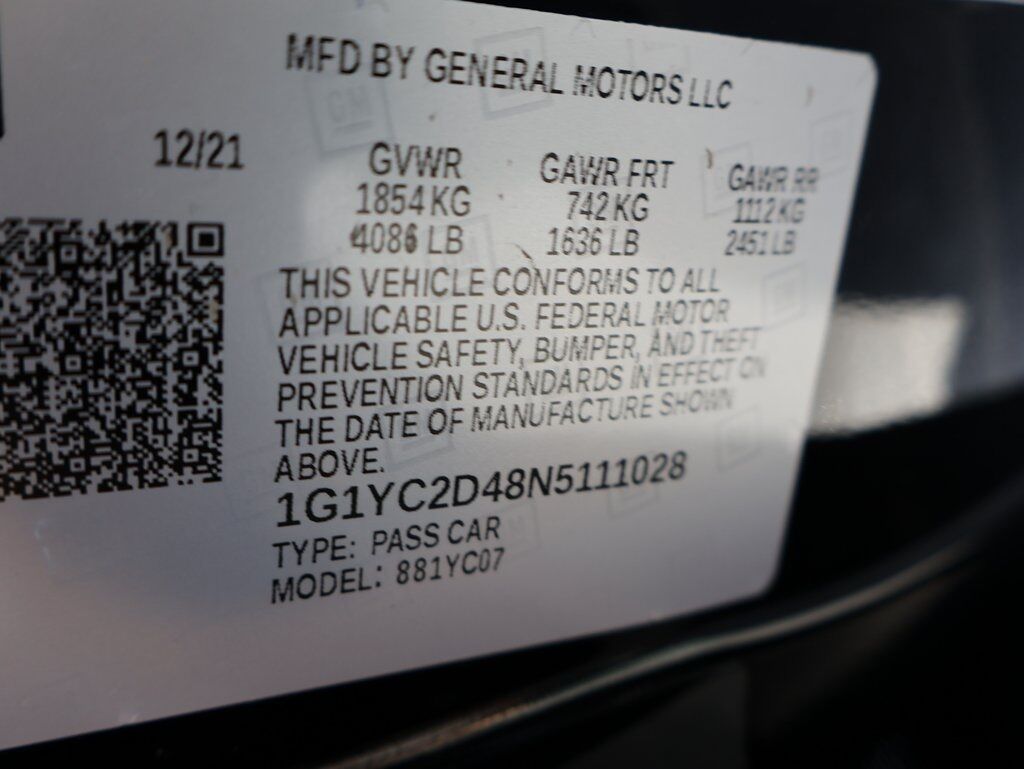 MFD BY GENERAL MOTORS LLC
12/21 GVWR GAWR FRT GAWR RR
1854 KG 742 KG 1112 KG
4086 LB 1636 LB 2451 LB
THIS VEHICLE CONFORMS TO ALL
APPLICABLE U.S. FEDERAL MOTOR
VEHICLE SAFETY, BUMPER, AND THEFT
PREVENTION STANDARDS IN EFFECT ON
THE DATE OF MANUFACTURE SHOWN
ABOVE.
1G1YC2D48N5111028
TYPE: PASS CAR
MODEL: 881YC07